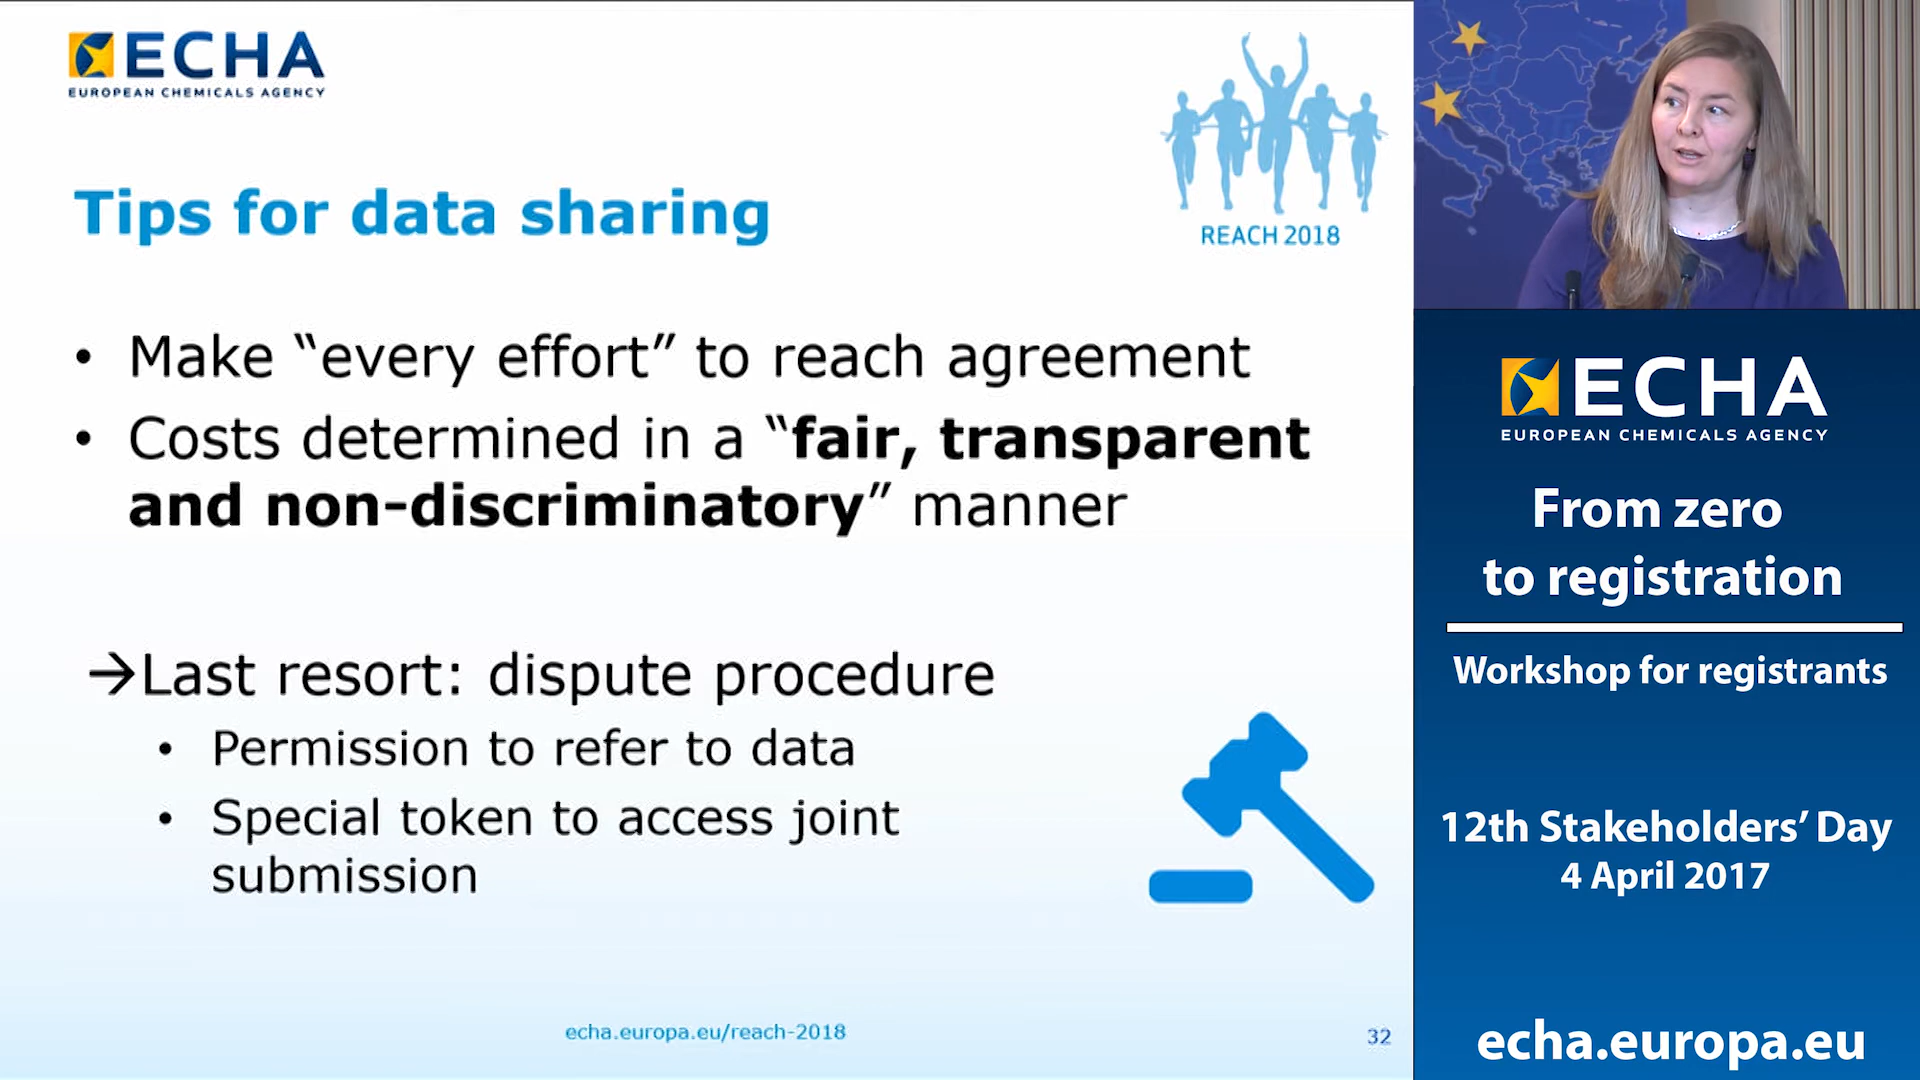 ECHA
EUROPEAN CHEMICALS AGENCY
REACH 2018
Tips for data sharing
• Make “every effort” to reach agreement
• Costs determined in a “fair, transparent
and non-discriminatory” manner
→Last resort: dispute procedure
• Permission to refer to data
• Special token to access joint
submission
echa.europa.eu/reach-2018
32
ECHA
EUROPEAN CHEMICALS AGENCY
From zero
to registration
Workshop for registrants
12th Stakeholders’ Day
4 April 2017
echa.europa.eu